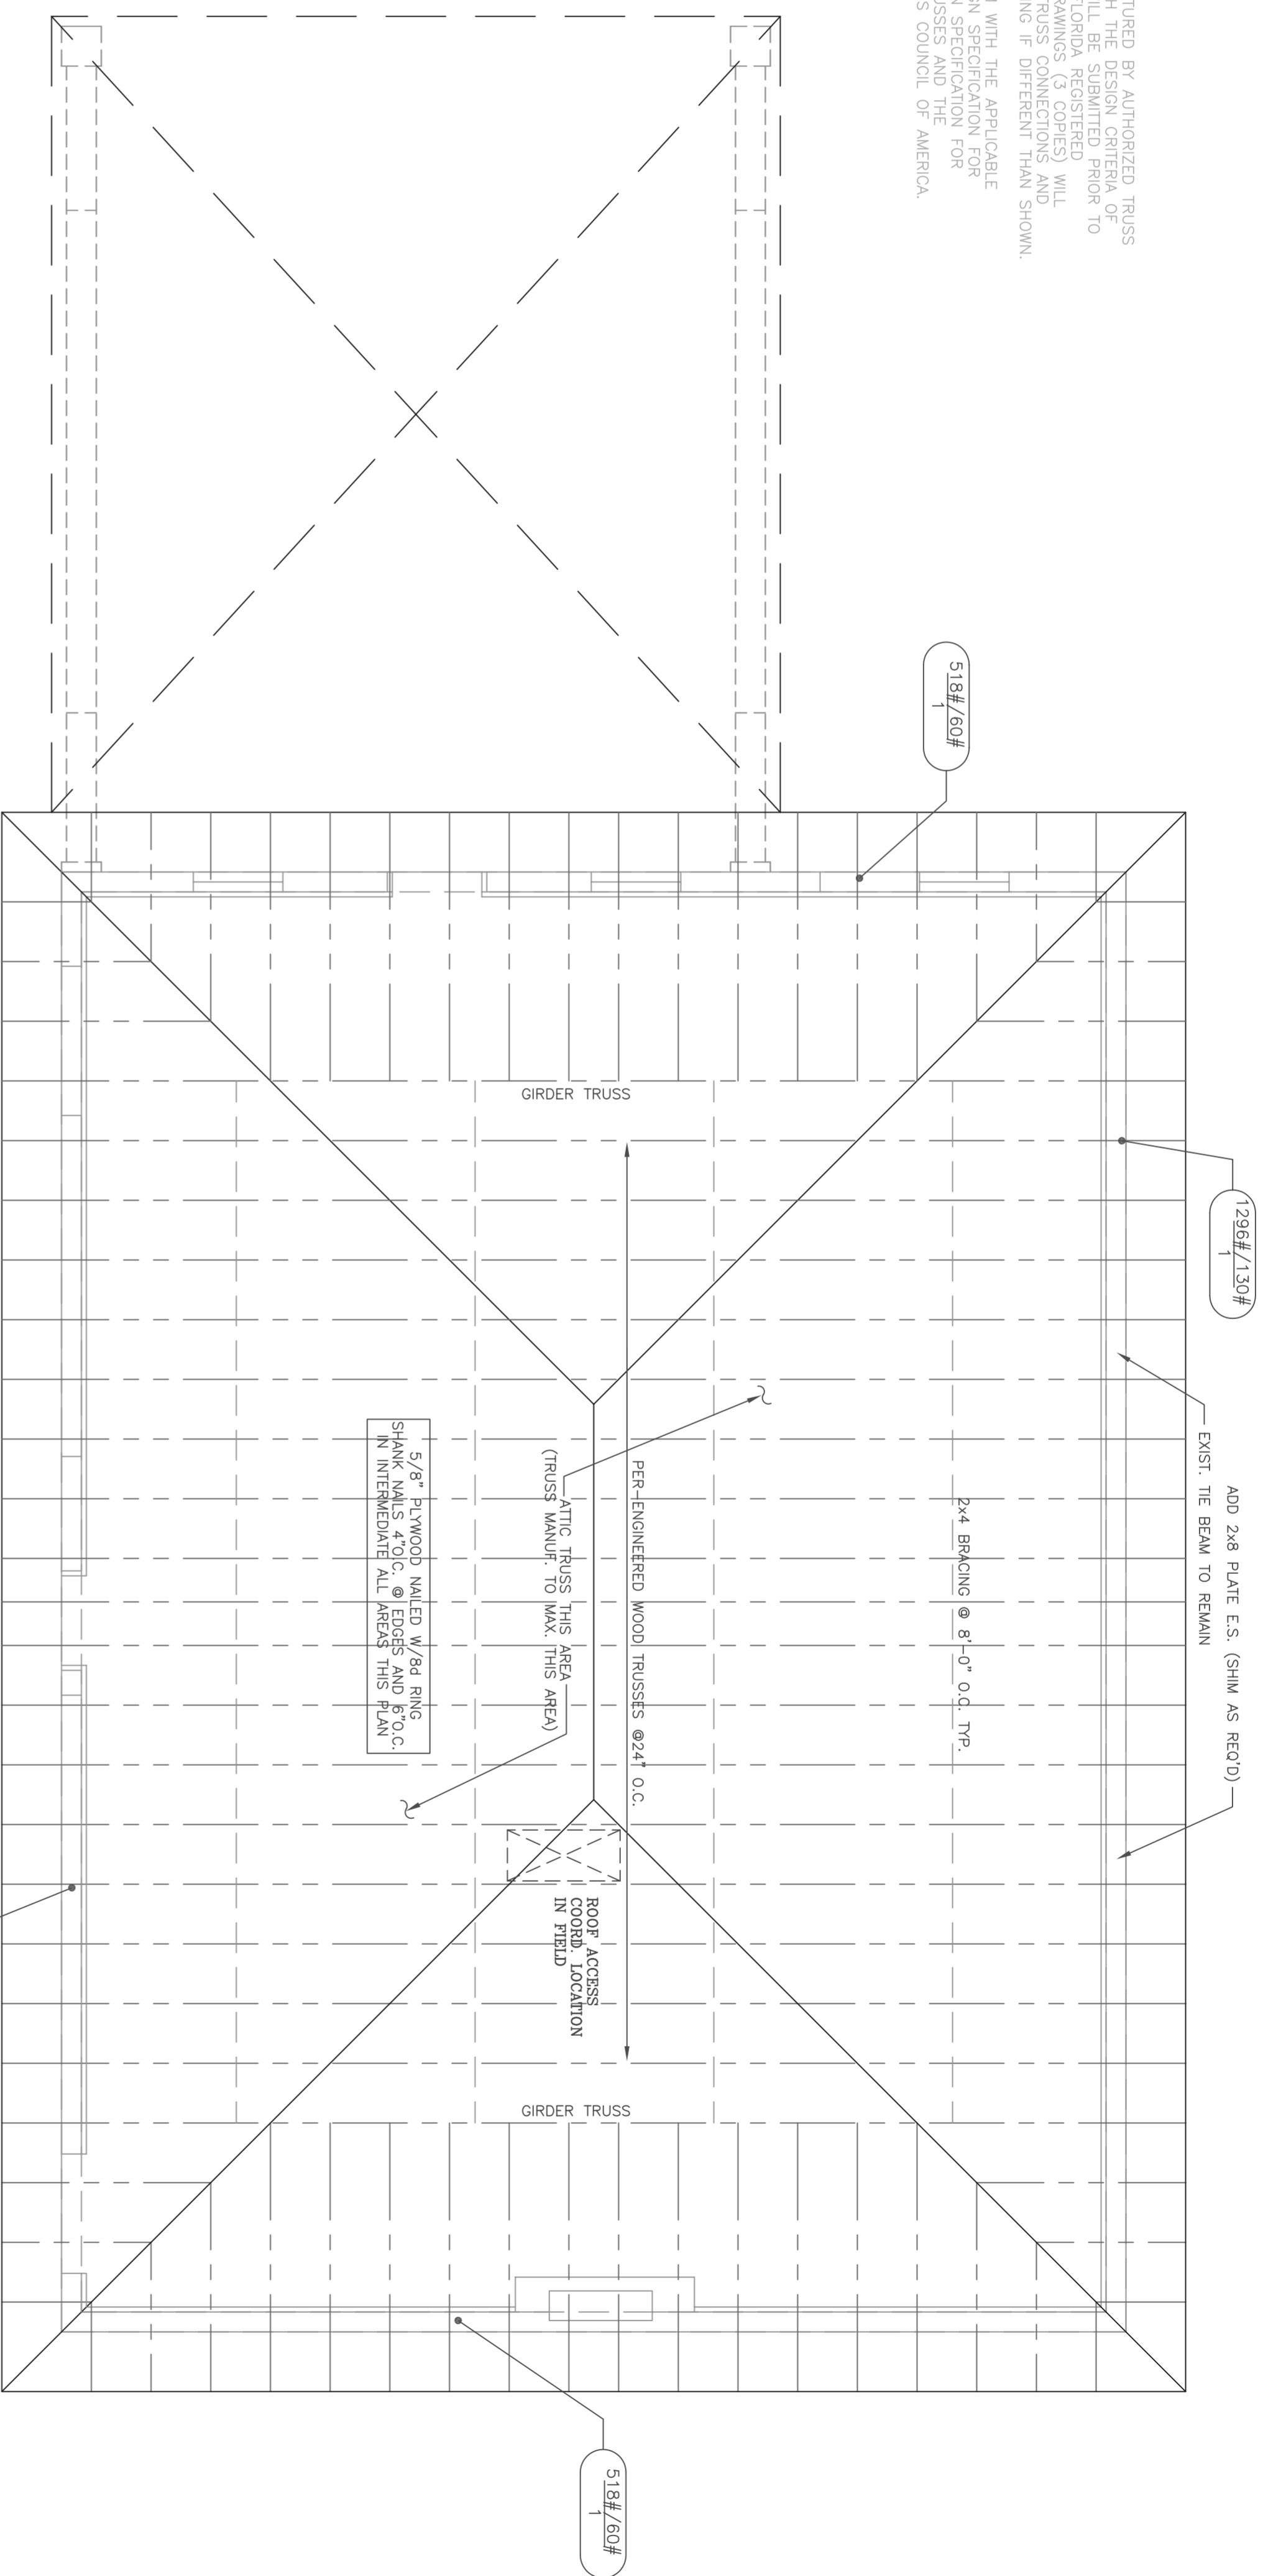 TURED BY AUTHORIZED TRUSS
H THE DESIGN CRITERIA OF
ILL BE SUBMITTED PRIOR TO
FLORIDA REGISTERED
RAWINGS (3 COPIES) WILL
TRUSS CONNECTIONS AND
NG IF DIFFERENT THAN SHOWN.
WITH THE APPLICABLE
GN SPECIFICATION FOR
N SPECIFICATION FOR
USSES AND THE
S COUNCIL OF AMERICA.
518#/60#
1
1296#/130#
1
ADD 2x8 PLATE E.S. (SHIM AS REQ'D)
EXIST. TIE BEAM TO REMAIN
GIRDER TRUSS
2x4 BRACING @ 8'-0" O.C. TYP.
PER-ENGINEERED WOOD TRUSSES @24" O.C.
ATTIC TRUSS THIS AREA
(TRUSS MANUF. TO MAX. THIS AREA)
5/8" PLYWOOD NAILED W/8d RING
SHANK NAILS 4"O.C. @ EDGES AND 6"O.C.
IN INTERMEDIATE ALL AREAS THIS PLAN
ROOF ACCESS
COORD. LOCATION
IN FIELD
GIRDER TRUSS
518#/60#
1